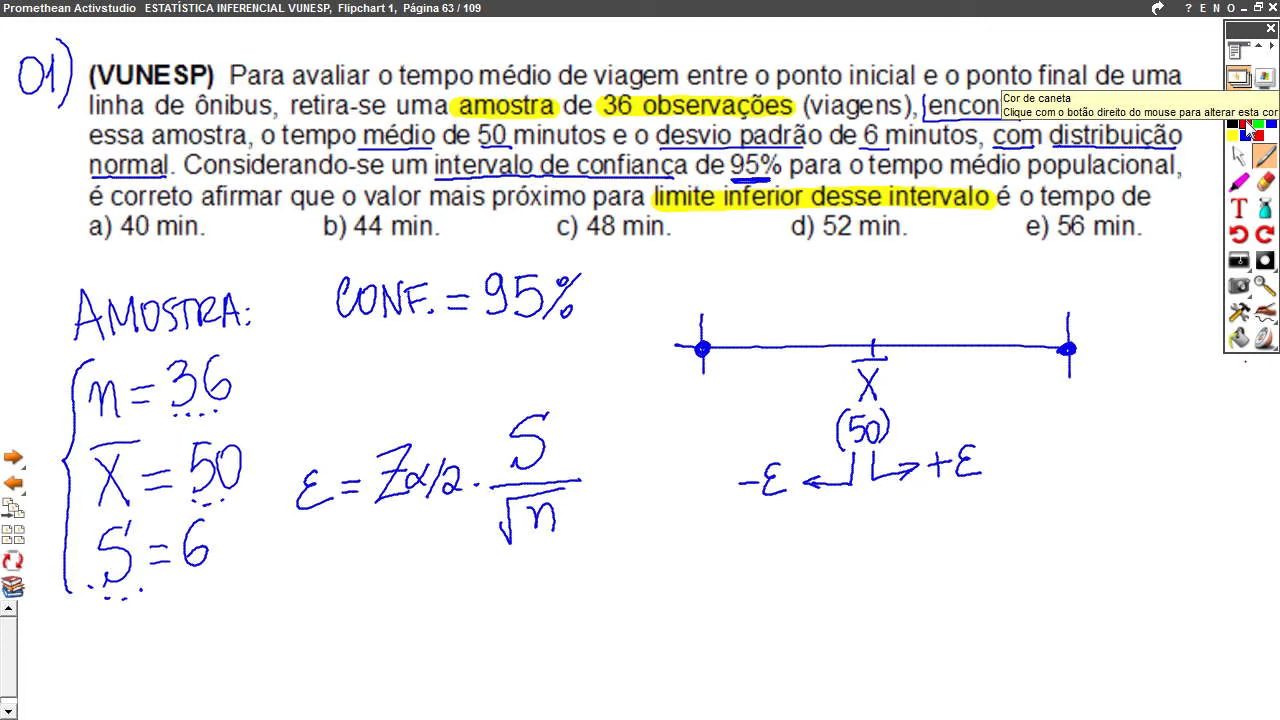 Promethean Activstudio ESTATÍSTICA INFERENCIAL VUNESP, Flipchart 1, Página 63 / 109 ? E N O
01)
(VUNESP) Para avaliar o tempo médio de viagem entre o ponto inicial e o ponto final de uma
linha de ônibus, retira-se uma amostra de 36 observações (viagens),
Cor de caneta
Clique com o botão direito do mouse para alterar esta cor
essa amostra, o tempo médio de 50 minutos e o desvio padrão de 6 minutos, com distribuição
normal. Considerando-se um intervalo de confiança de 95% para o tempo médio populacional,
é correto afirmar que o valor mais próximo para limite inferior desse intervalo é o tempo de
a) 40 min. b) 44 min. c) 48 min. d) 52 min. e) 56 min.
AMOSTRA: CONF. = 95%
n = 36
X̅ = 50
S = 6
ε = Zα/2 · S/√n
X̅
(50)
-ε +ε
T